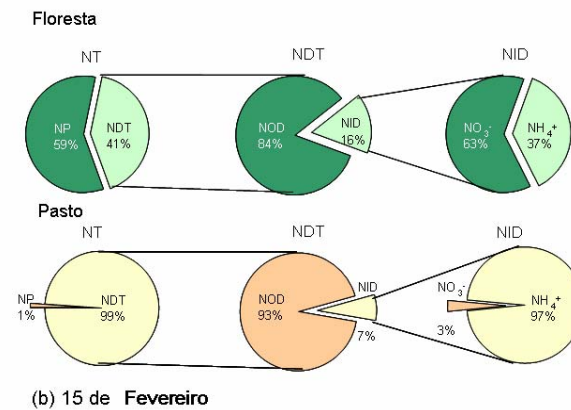 Floresta
NT NDT NID
NP 59% NDT 41%
NOD 84% NID 16%
NO3- 63% NH4+ 37%
Pasto
NT NDT NID
NP 1% NDT 99%
NOD 93% NID 7%
NO3- 3% NH4+ 97%
(b) 15 de Fevereiro